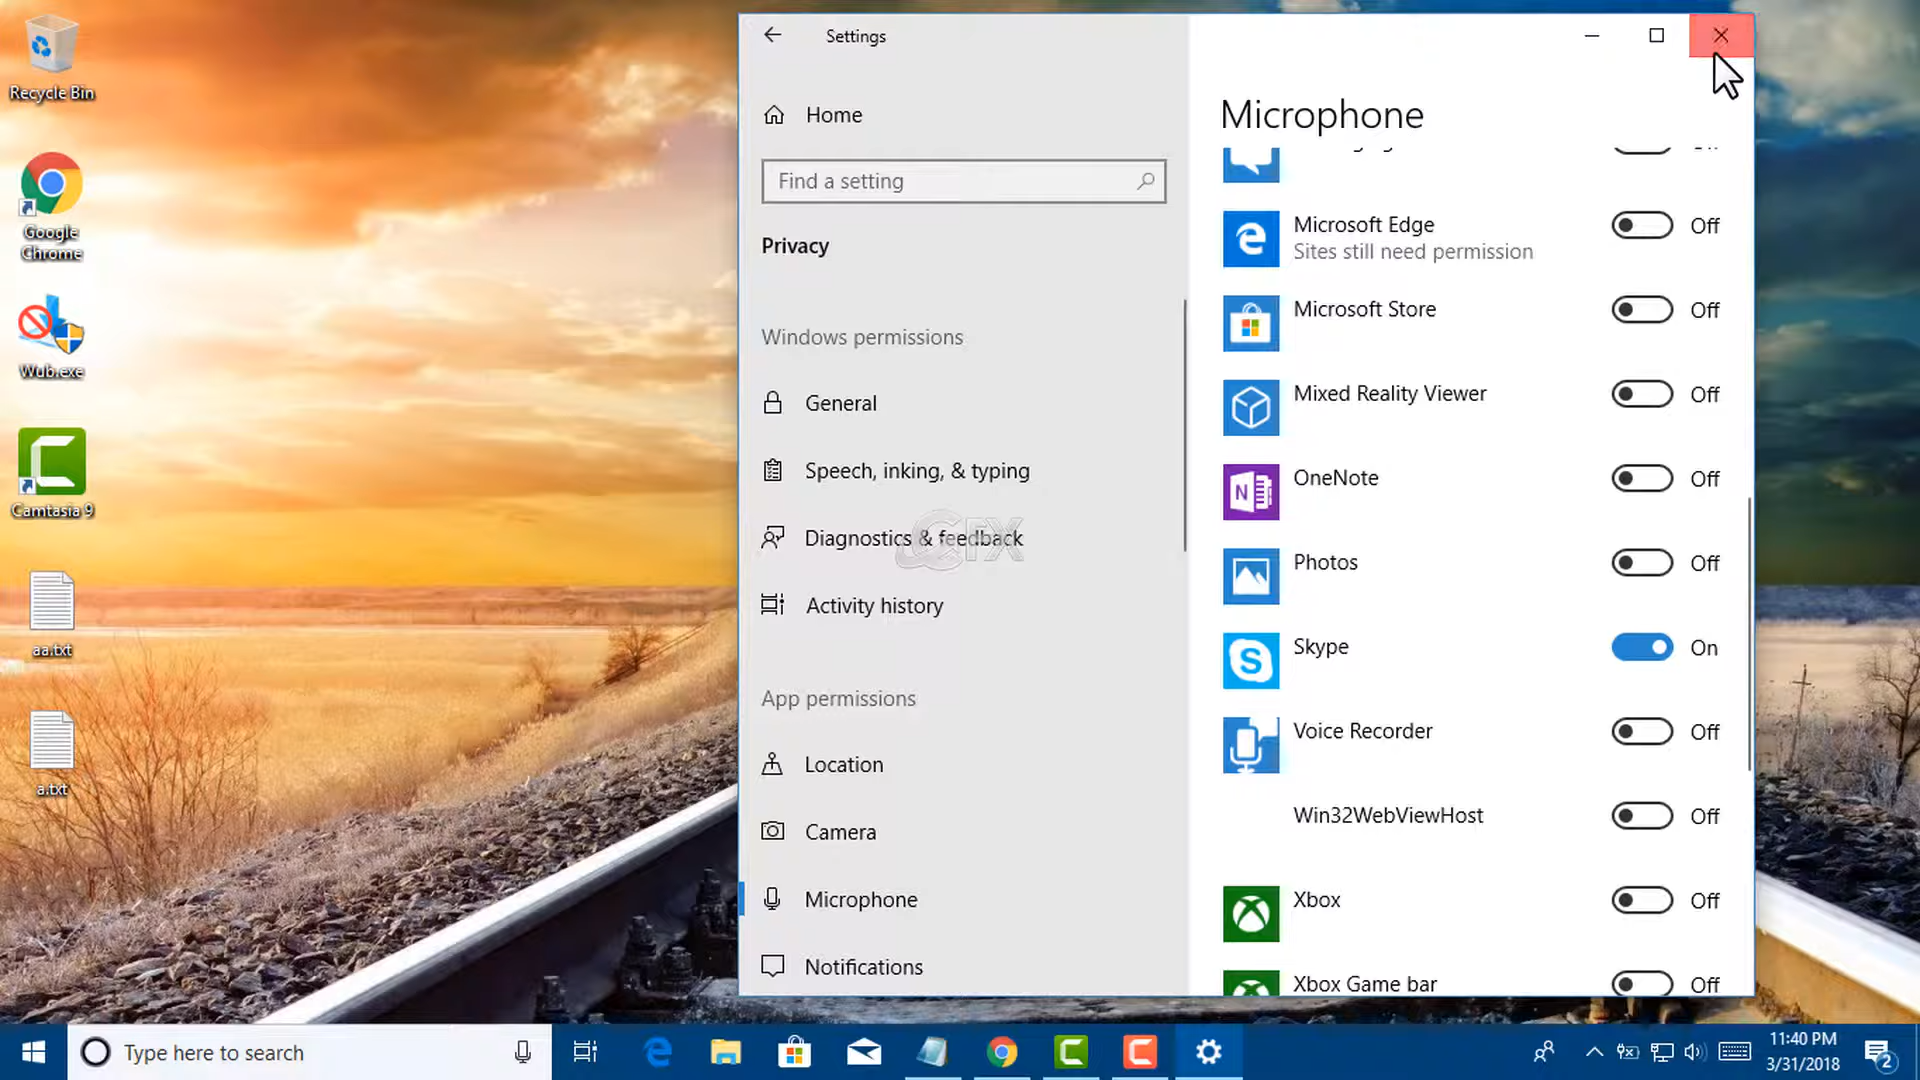 Recycle Bin
Google
Chrome
Wub.exe
Camtasia 9
aa.txt
a.txt
Settings
Home
Find a setting
Privacy
Windows permissions
General
Speech, inking, & typing
Diagnostics & feedback
Activity history
App permissions
Location
Camera
Microphone
Notifications
Microphone
Microsoft Edge Off
Sites still need permission
Microsoft Store Off
Mixed Reality Viewer Off
OneNote Off
Photos Off
Skype On
Voice Recorder Off
Win32WebViewHost Off
Xbox Off
Xbox Game bar Off
GFX
Type here to search
11:40 PM
3/31/2018
2